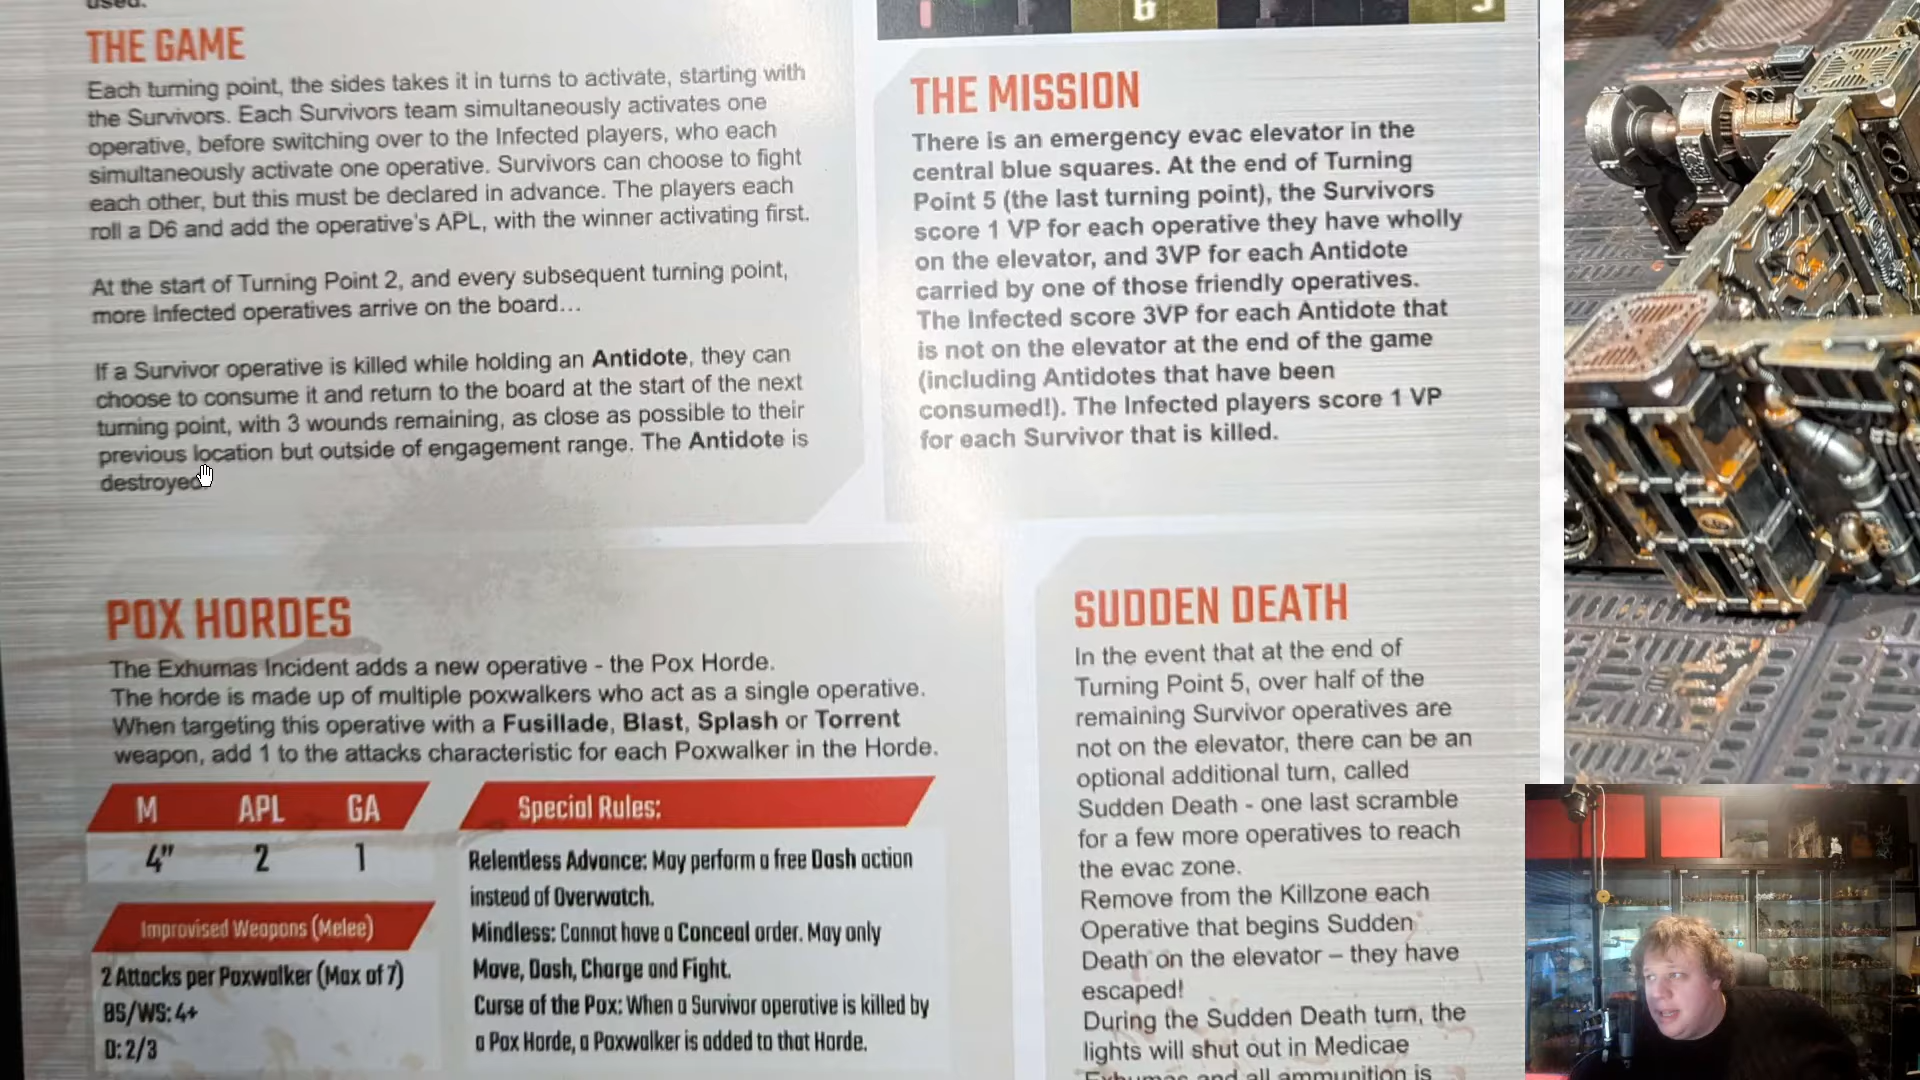 used.
THE GAME
Each turning point, the sides takes it in turns to activate, starting with
the Survivors. Each Survivors team simultaneously activates one
operative, before switching over to the Infected players, who each
simultaneously activate one operative. Survivors can choose to fight
each other, but this must be declared in advance. The players each
roll a D6 and add the operative's APL, with the winner activating first.
At the start of Turning Point 2, and every subsequent turning point,
more Infected operatives arrive on the board...
If a Survivor operative is killed while holding an Antidote, they can
choose to consume it and return to the board at the start of the next
turning point, with 3 wounds remaining, as close as possible to their
previous location but outside of engagement range. The Antidote is
destroyed.
6
THE MISSION
There is an emergency evac elevator in the
central blue squares. At the end of Turning
Point 5 (the last turning point), the Survivors
score 1 VP for each operative they have wholly
on the elevator, and 3VP for each Antidote
carried by one of those friendly operatives.
The Infected score 3VP for each Antidote that
is not on the elevator at the end of the game
(including Antidotes that have been
consumed!). The Infected players score 1 VP
for each Survivor that is killed.
POX HORDES
The Exhumas Incident adds a new operative - the Pox Horde.
The horde is made up of multiple poxwalkers who act as a single operative.
When targeting this operative with a Fusillade, Blast, Splash or Torrent
weapon, add 1 to the attacks characteristic for each Poxwalker in the Horde.
M APL GA
4" 2 1
Improvised Weapons (Melee)
2 Attacks per Poxwalker (Max of 7)
BS/WS: 4+
D: 2/3
Special Rules:
Relentless Advance: May perform a free Dash action
instead of Overwatch.
Mindless: Cannot have a Conceal order. May only
Move, Dash, Charge and Fight.
Curse of the Pox: When a Survivor operative is killed by
a Pox Horde, a Poxwalker is added to that Horde.
SUDDEN DEATH
In the event that at the end of
Turning Point 5, over half of the
remaining Survivor operatives are
not on the elevator, there can be an
optional additional turn, called
Sudden Death - one last scramble
for a few more operatives to reach
the evac zone.
Remove from the Killzone each
Operative that begins Sudden
Death on the elevator – they have
escaped!
During the Sudden Death turn, the
lights will shut out in Medicae
Exhumas and all ammunition is